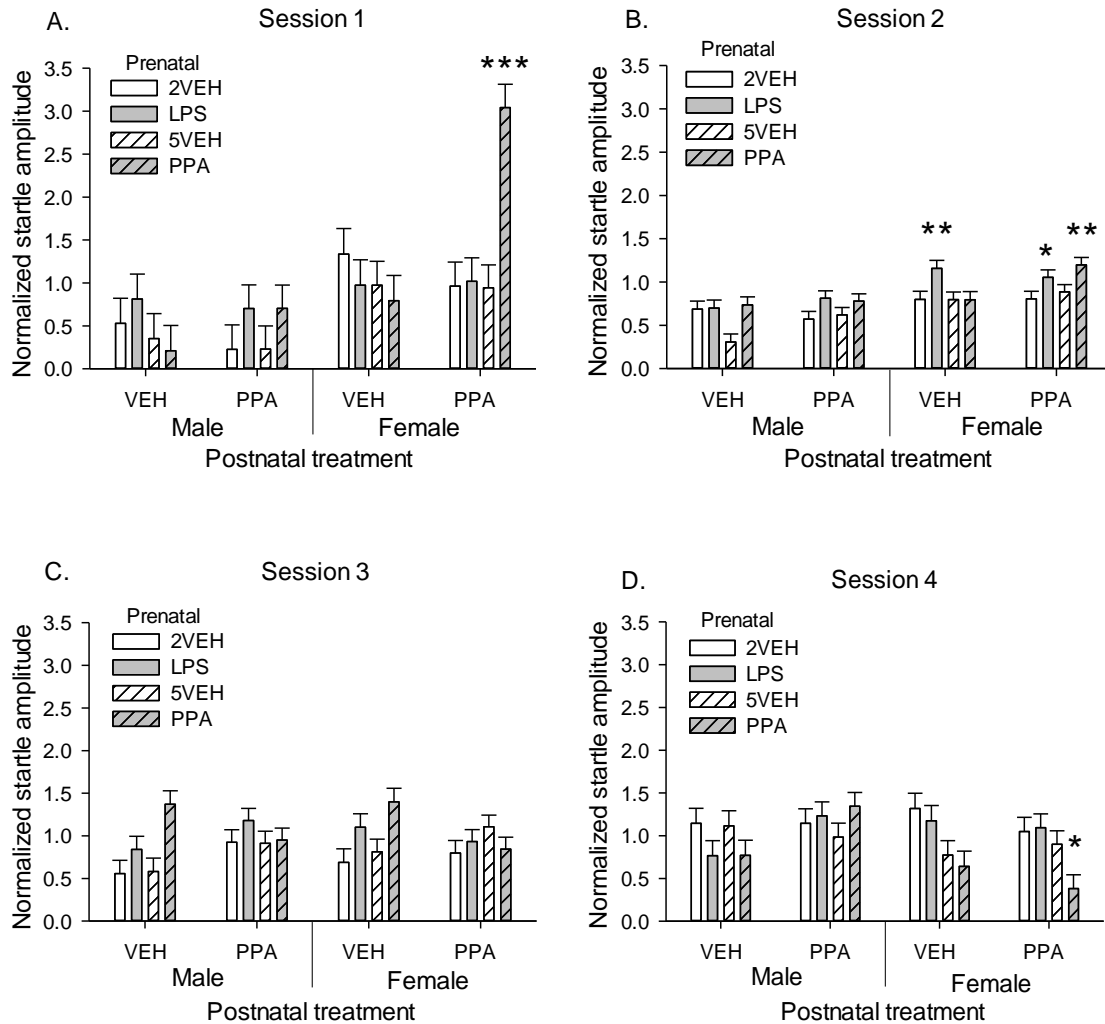 A.
Session 1
Prenatal
2VEH
LPS
5VEH
PPA
***
Normalized startle amplitude
3.5
3.0
2.5
2.0
1.5
1.0
0.5
0.0
VEH PPA VEH PPA
Male Female
Postnatal treatment
B.
Session 2
Prenatal
2VEH
LPS
5VEH
PPA
** * **
Normalized startle amplitude
3.5
3.0
2.5
2.0
1.5
1.0
0.5
0.0
VEH PPA VEH PPA
Male Female
Postnatal treatment
C.
Session 3
Prenatal
2VEH
LPS
5VEH
PPA
Normalized startle amplitude
3.5
3.0
2.5
2.0
1.5
1.0
0.5
0.0
VEH PPA VEH PPA
Male Female
Postnatal treatment
D.
Session 4
Prenatal
2VEH
LPS
5VEH
PPA
*
Normalized startle amplitude
3.5
3.0
2.5
2.0
1.5
1.0
0.5
0.0
VEH PPA VEH PPA
Male Female
Postnatal treatment